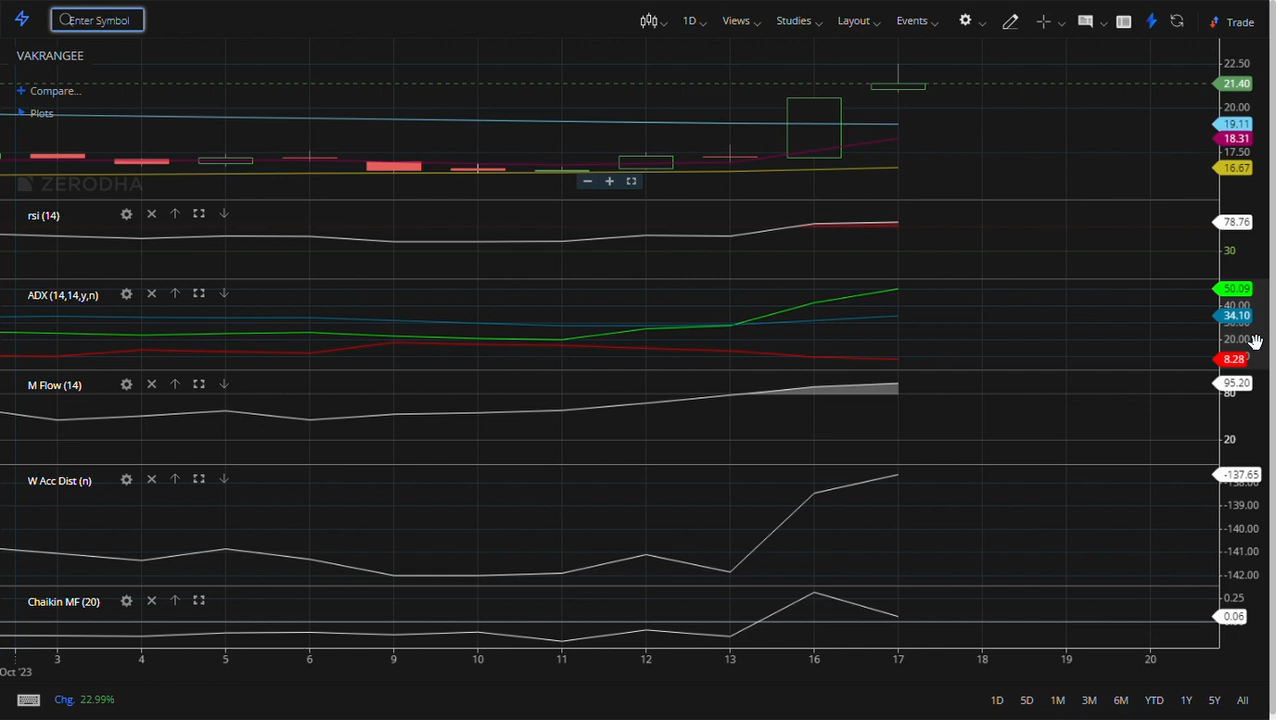 Enter Symbol 1D Views Studies Layout Events Trade
VAKRANGEE
Compare...
Plots
ZERODHA
22.50
21.40
20.00
19.11
18.31
17.50
16.67
rsi (14)
78.76
30
ADX (14,14,y,n)
50.09
40.00
34.10
20.00
8.28
M Flow (14)
95.20
80
20
W Acc Dist (n)
-137.65
-138.00
-139.00
-140.00
-141.00
-142.00
Chaikin MF (20)
0.25
0.06
3 4 5 6 9 10 11 12 13 16 17 18 19 20
Oct '23
Chg. 22.99% 1D 5D 1M 3M 6M YTD 1Y 5Y All